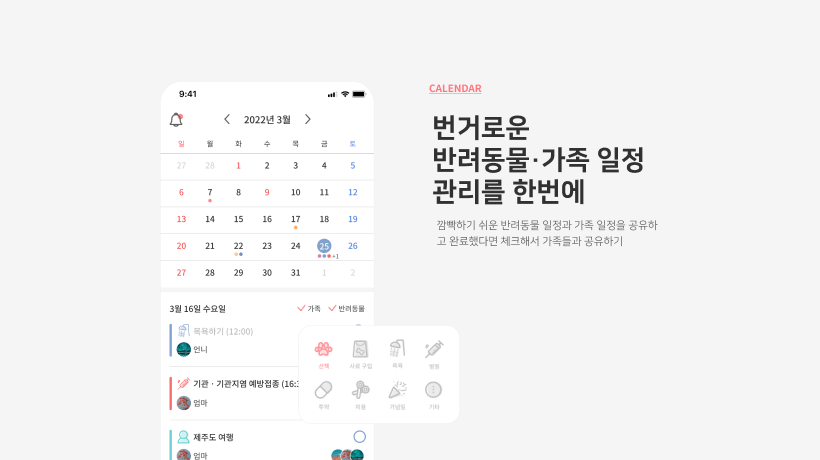 9:41
2022년 3월
일 월 화 수 목 금 토
27 28 1 2 3 4 5
6 7 8 9 10 11 12
13 14 15 16 17 18 19
20 21 22 23 24 25 26
+1
27 28 29 30 31 1 2
3월 16일 수요일
가족 반려동물
목욕하기 (12:00)
언니
기관 · 기관지염 예방접종 (16:3
엄마
제주도 여행
엄마
산책 사료 구입 목욕 병원
투약 미용 기념일 기타
CALENDAR
번거로운
반려동물·가족 일정
관리를 한번에
깜빡하기 쉬운 반려동물 일정과 가족 일정을 공유하
고 완료했다면 체크해서 가족들과 공유하기